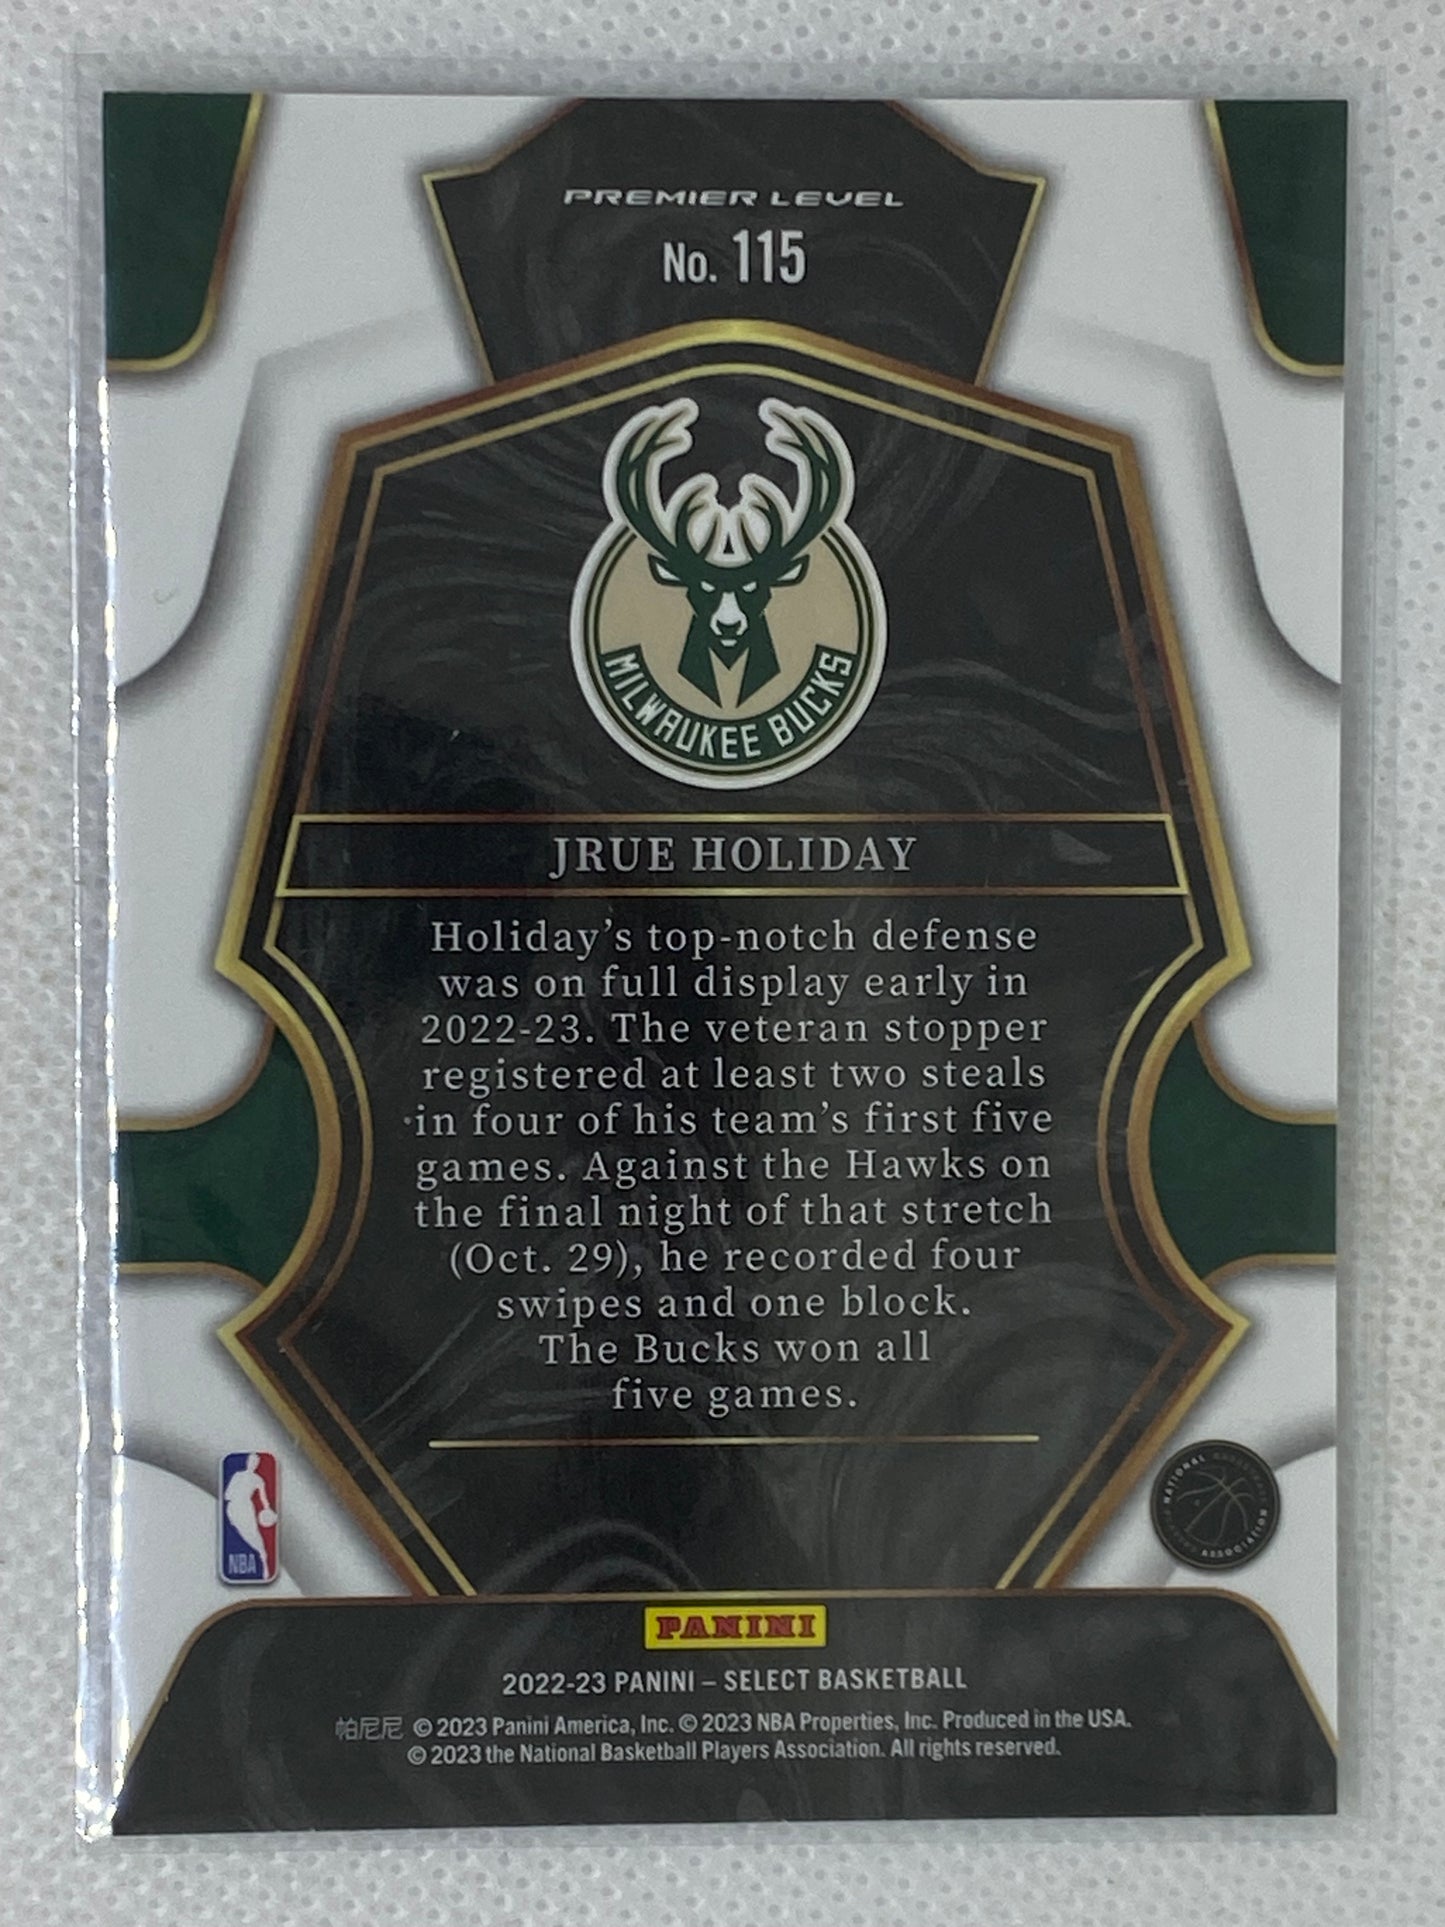 PREMIER LEVEL
No. 115
MILWAUKEE BUCKS
JRUE HOLIDAY
Holiday's top-notch defense
was on full display early in
2022-23. The veteran stopper
registered at least two steals
in four of his team's first five
games. Against the Hawks on
the final night of that stretch
(Oct. 29), he recorded four
swipes and one block.
The Bucks won all
five games.
NBA
NATIONAL BASKETBALL PLAYERS ASSOCIATION
PANINI
2022-23 PANINI – SELECT BASKETBALL
帕尼尼 © 2023 Panini America, Inc. © 2023 NBA Properties, Inc. Produced in the USA.
© 2023 the National Basketball Players Association. All rights reserved.